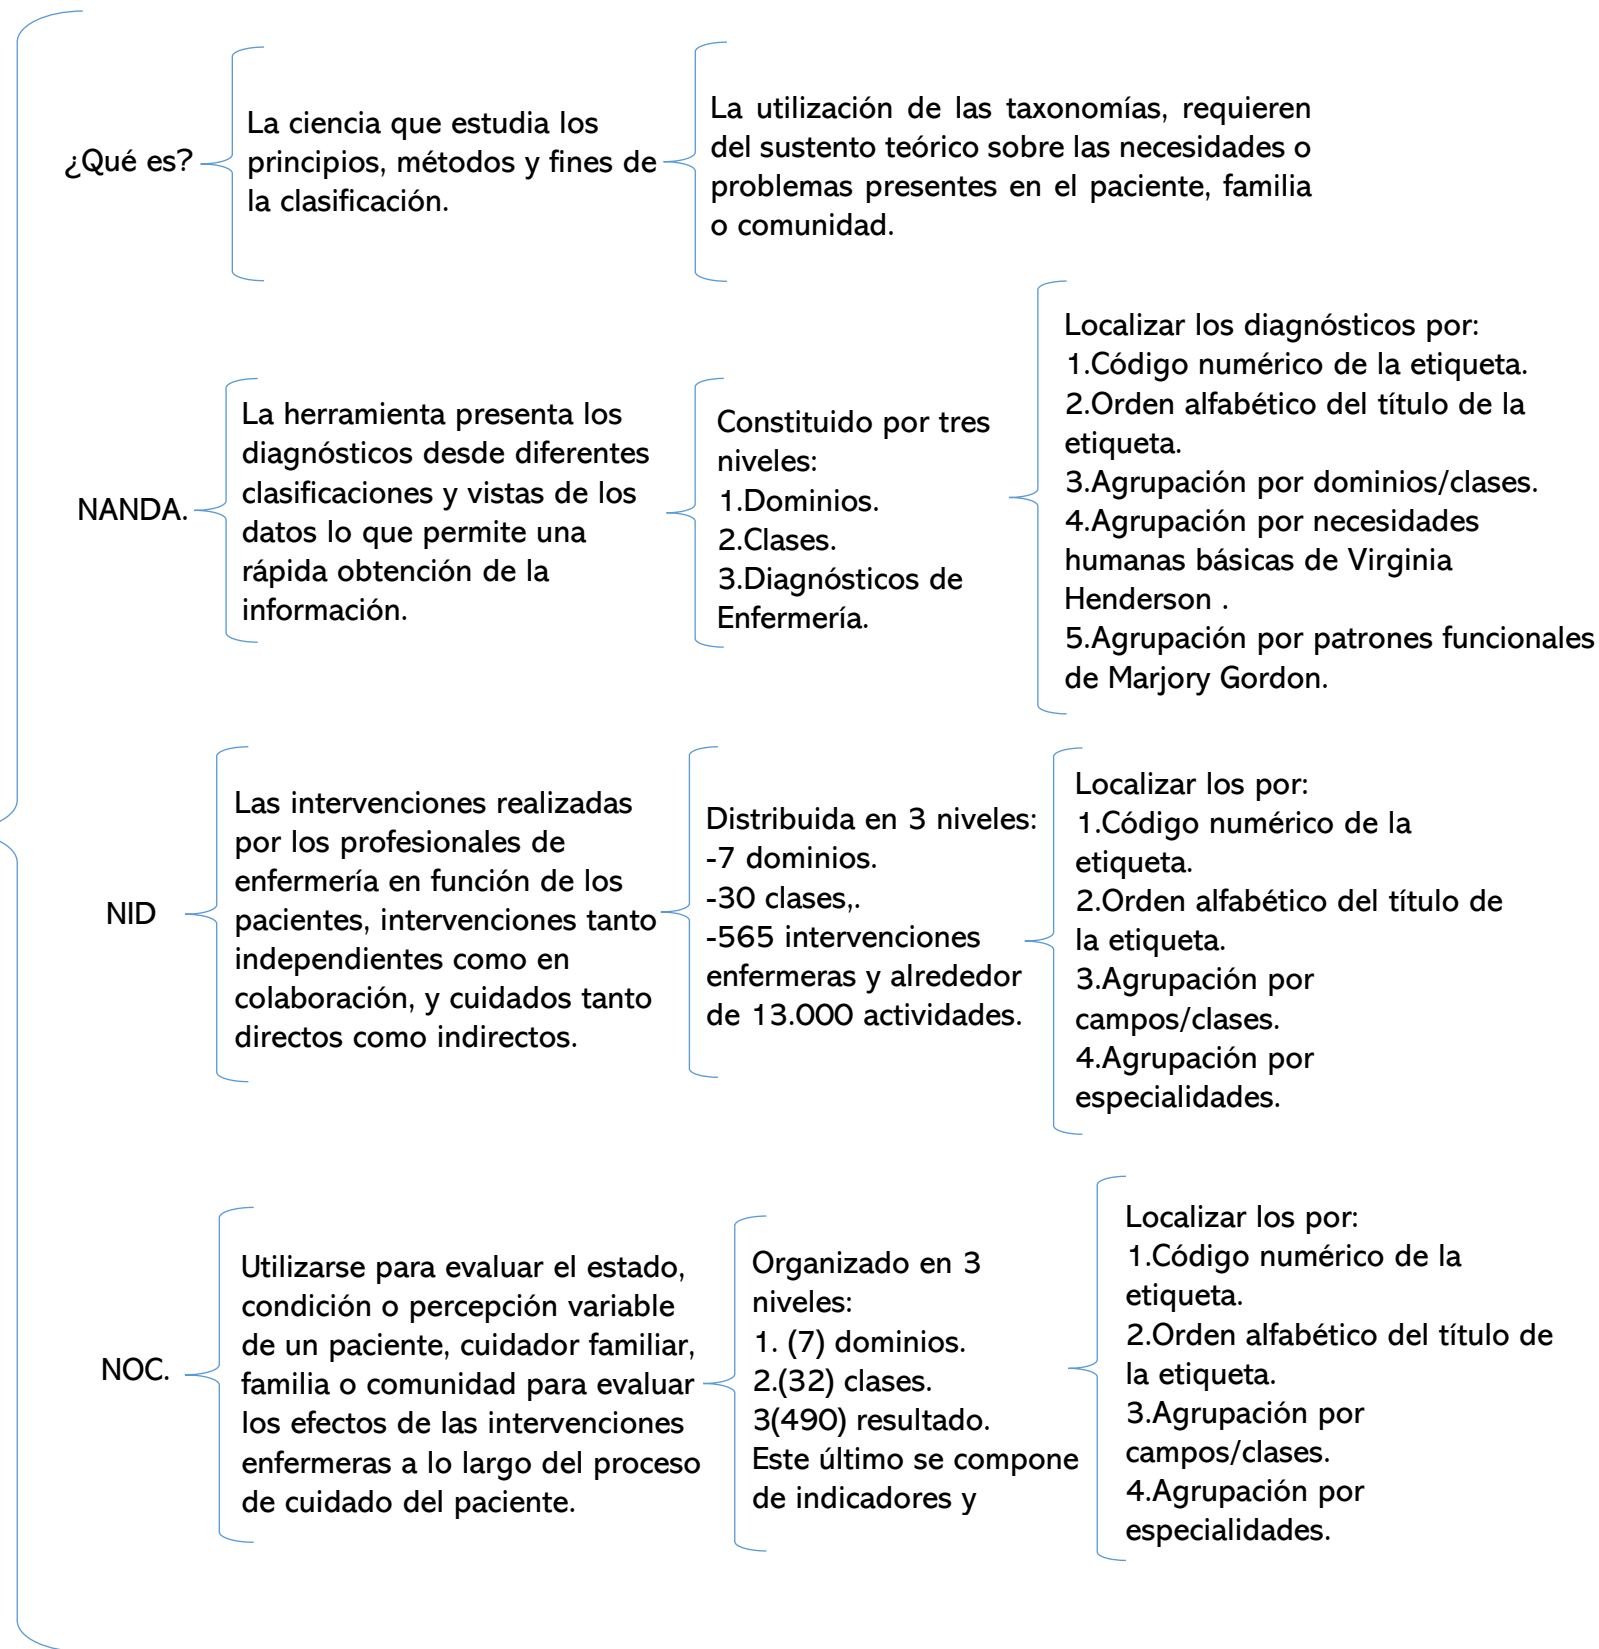 ¿Qué es?
La ciencia que estudia los
principios, métodos y fines de
la clasificación.
La utilización de las taxonomías, requieren
del sustento teórico sobre las necesidades o
problemas presentes en el paciente, familia
o comunidad.
NANDA.
La herramienta presenta los
diagnósticos desde diferentes
clasificaciones y vistas de los
datos lo que permite una
rápida obtención de la
información.
Constituido por tres
niveles:
1.Dominios.
2.Clases.
3.Diagnósticos de
Enfermería.
Localizar los diagnósticos por:
1.Código numérico de la etiqueta.
2.Orden alfabético del título de la
etiqueta.
3.Agrupación por dominios/clases.
4.Agrupación por necesidades
humanas básicas de Virginia
Henderson .
5.Agrupación por patrones funcionales
de Marjory Gordon.
NID
Las intervenciones realizadas
por los profesionales de
enfermería en función de los
pacientes, intervenciones tanto
independientes como en
colaboración, y cuidados tanto
directos como indirectos.
Distribuida en 3 niveles:
-7 dominios.
-30 clases,.
-565 intervenciones
enfermeras y alrededor
de 13.000 actividades.
Localizar los por:
1.Código numérico de la
etiqueta.
2.Orden alfabético del título de
la etiqueta.
3.Agrupación por
campos/clases.
4.Agrupación por
especialidades.
NOC.
Utilizarse para evaluar el estado,
condición o percepción variable
de un paciente, cuidador familiar,
familia o comunidad para evaluar
los efectos de las intervenciones
enfermeras a lo largo del proceso
de cuidado del paciente.
Organizado en 3
niveles:
1. (7) dominios.
2.(32) clases.
3(490) resultado.
Este último se compone
de indicadores y
Localizar los por:
1.Código numérico de la
etiqueta.
2.Orden alfabético del título de
la etiqueta.
3.Agrupación por
campos/clases.
4.Agrupación por
especialidades.